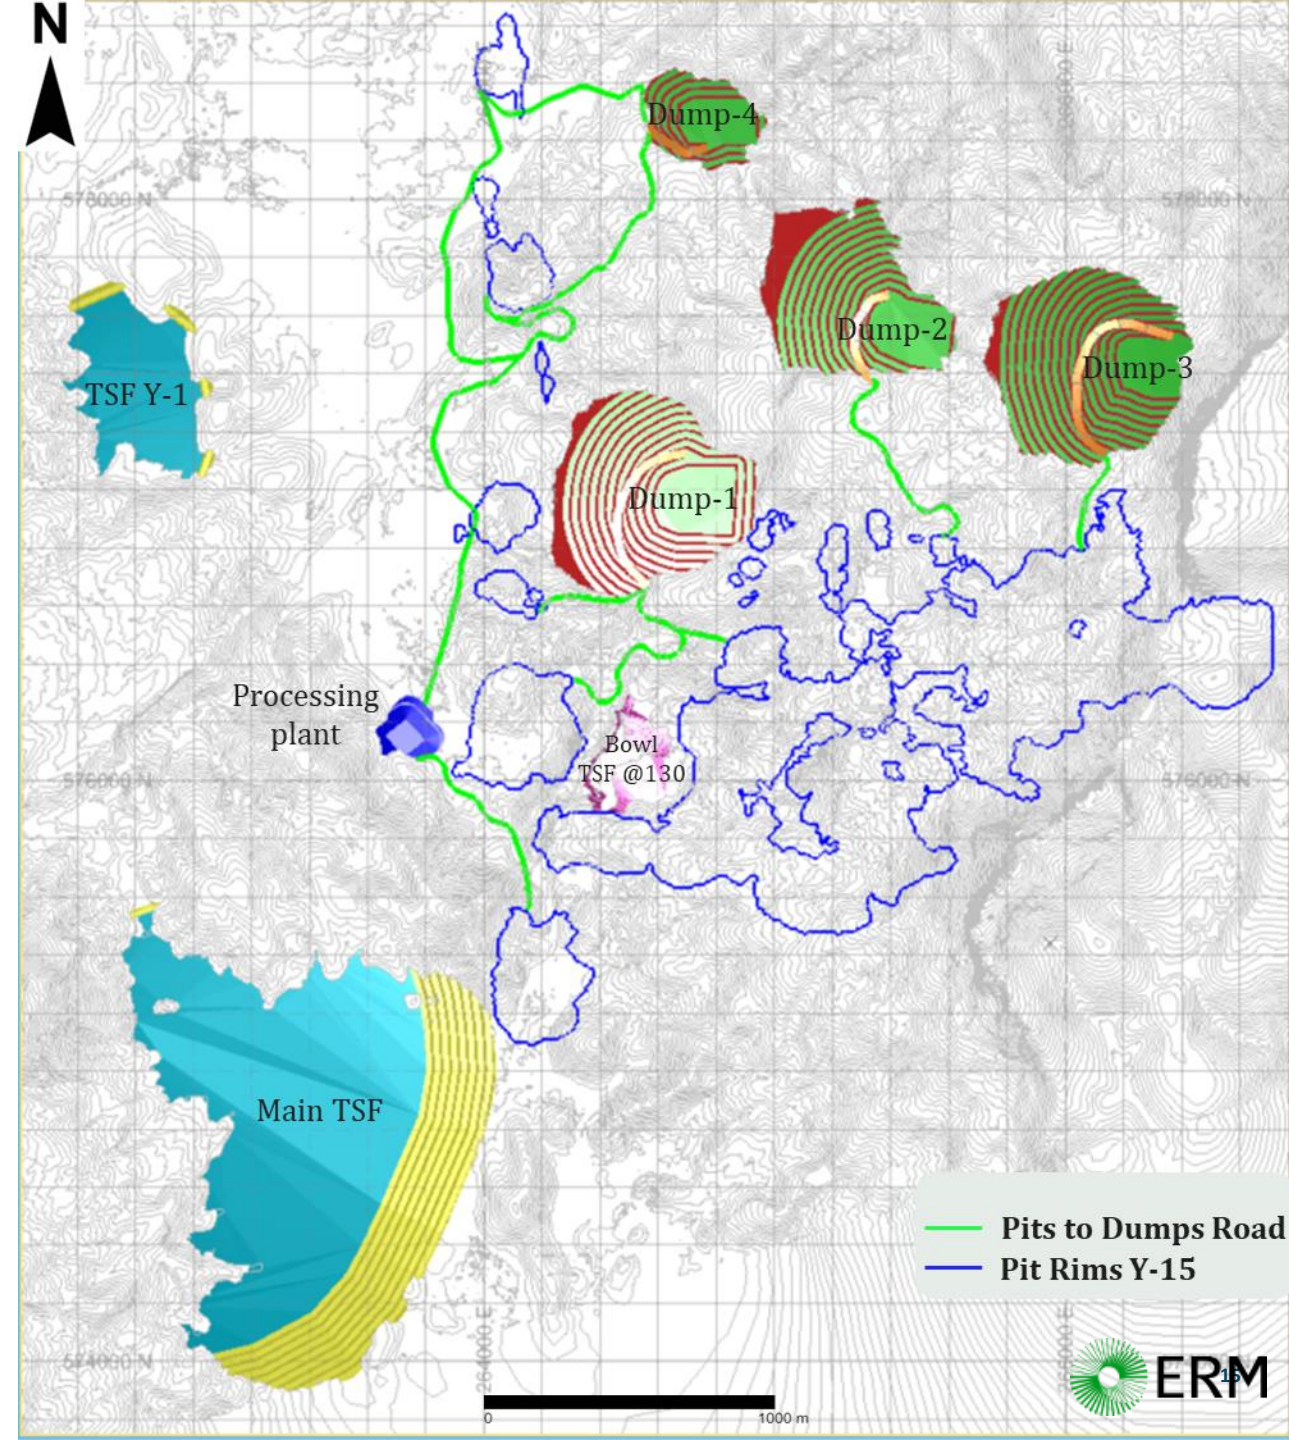 N
Dump-4
578000 N
578000 N
Dump-2
Dump-3
TSF Y-1
Dump-1
Processing
plant
Bowl
TSF @130
576000 N
576000 N
Main TSF
Pits to Dumps Road
Pit Rims Y-15
574000 N
264000 E
ERM
0
1000 m